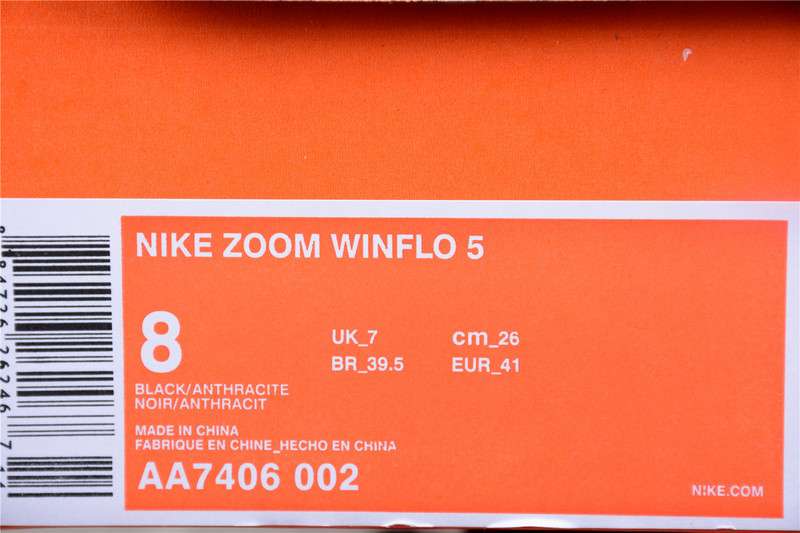 NIKE ZOOM WINFLO 5
8
UK_7 cm_26
BR_39.5 EUR_41
BLACK/ANTHRACITE
NOIR/ANTHRACIT
MADE IN CHINA
FABRIQUE EN CHINE_HECHO EN CHINA
AA7406 002
NIKE.COM